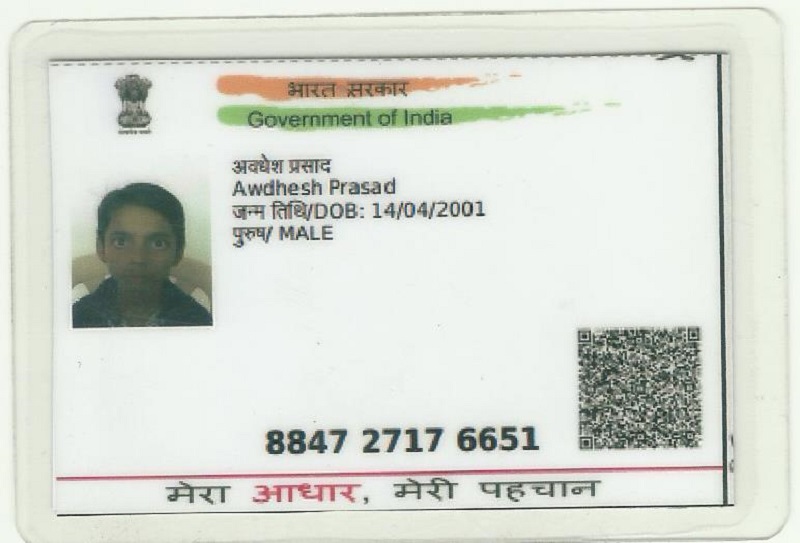 भारत सरकार
Government of India
अवधेश प्रसाद
Awdhesh Prasad
जन्म तिथि/DOB: 14/04/2001
पुरुष/ MALE
8847 2717 6651
मेरा आधार, मेरी पहचान